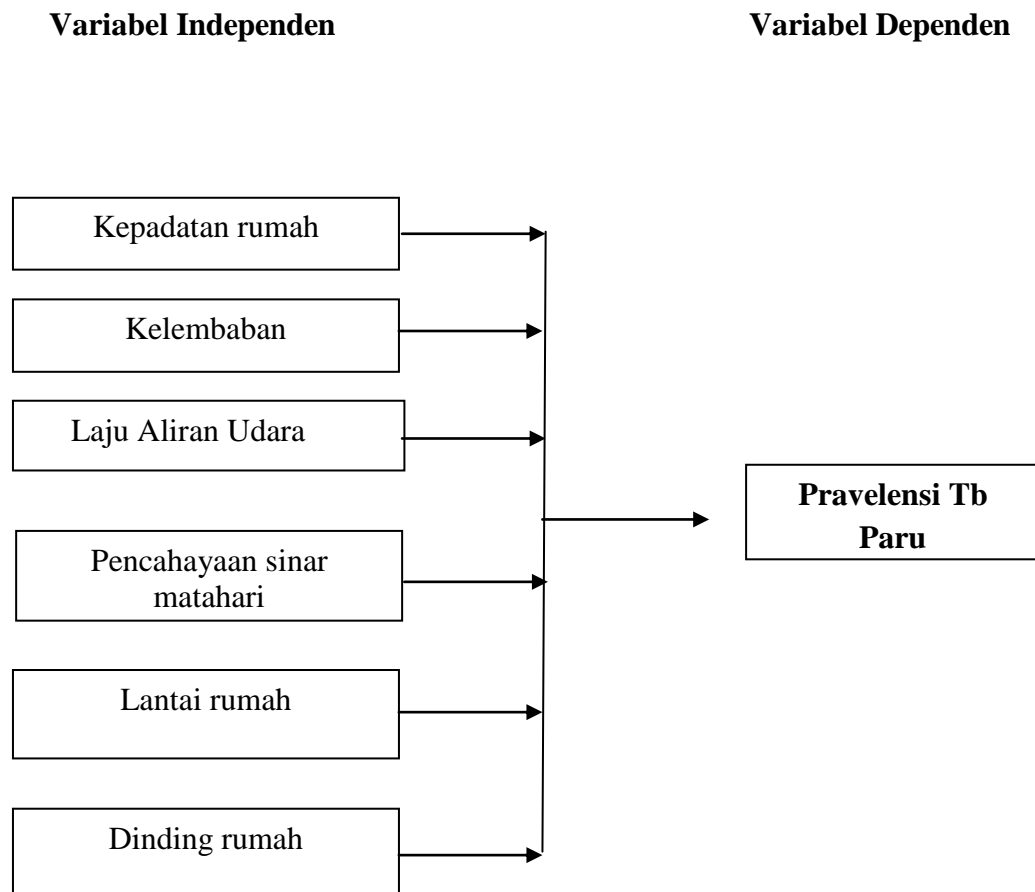 Variabel Independen
Variabel Dependen
Kepadatan rumah
Kelembaban
Laju Aliran Udara
Pencahayaan sinar
matahari
Lantai rumah
Dinding rumah
Pravelensi Tb
Paru